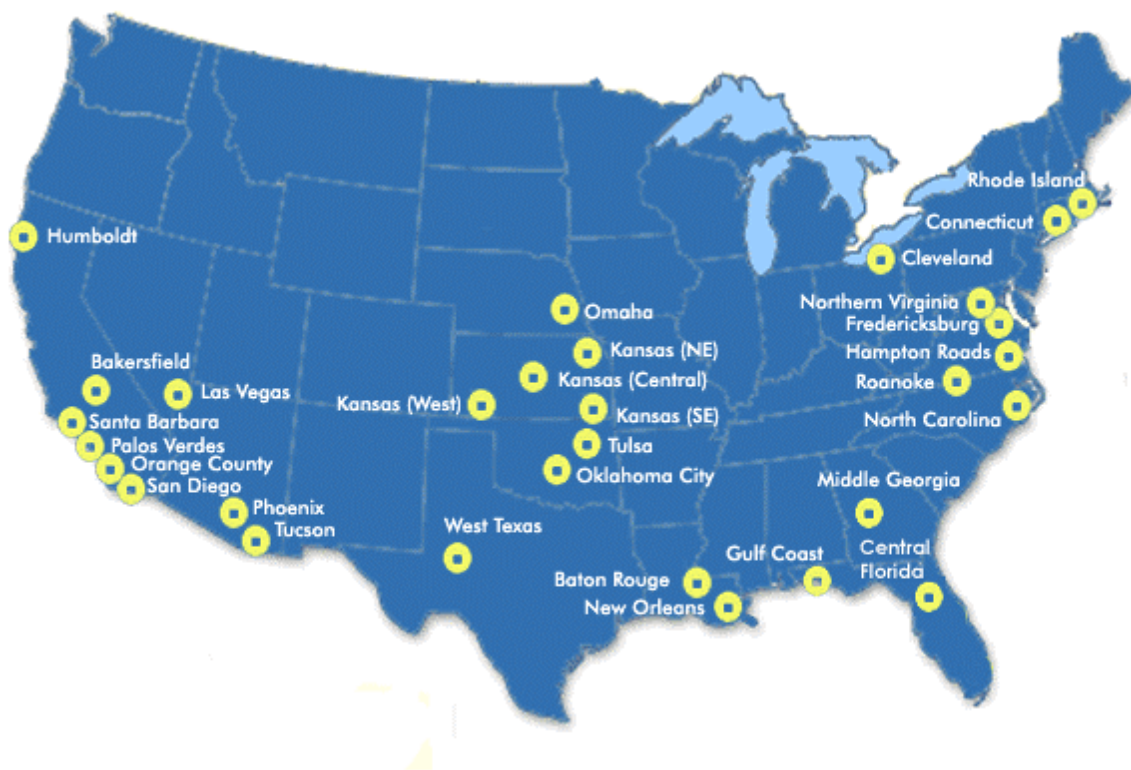 Rhode Island
Connecticut
Humboldt
Cleveland
Northern Virginia
Omaha
Fredericksburg
Kansas (NE)
Hampton Roads
Bakersfield
Kansas (Central)
Roanoke
Las Vegas
Kansas (West)
Kansas (SE)
Santa Barbara
North Carolina
Palos Verdes
Tulsa
Orange County
Oklahoma City
San Diego
Middle Georgia
Phoenix
West Texas
Tucson
Gulf Coast
Central
Florida
Baton Rouge
New Orleans